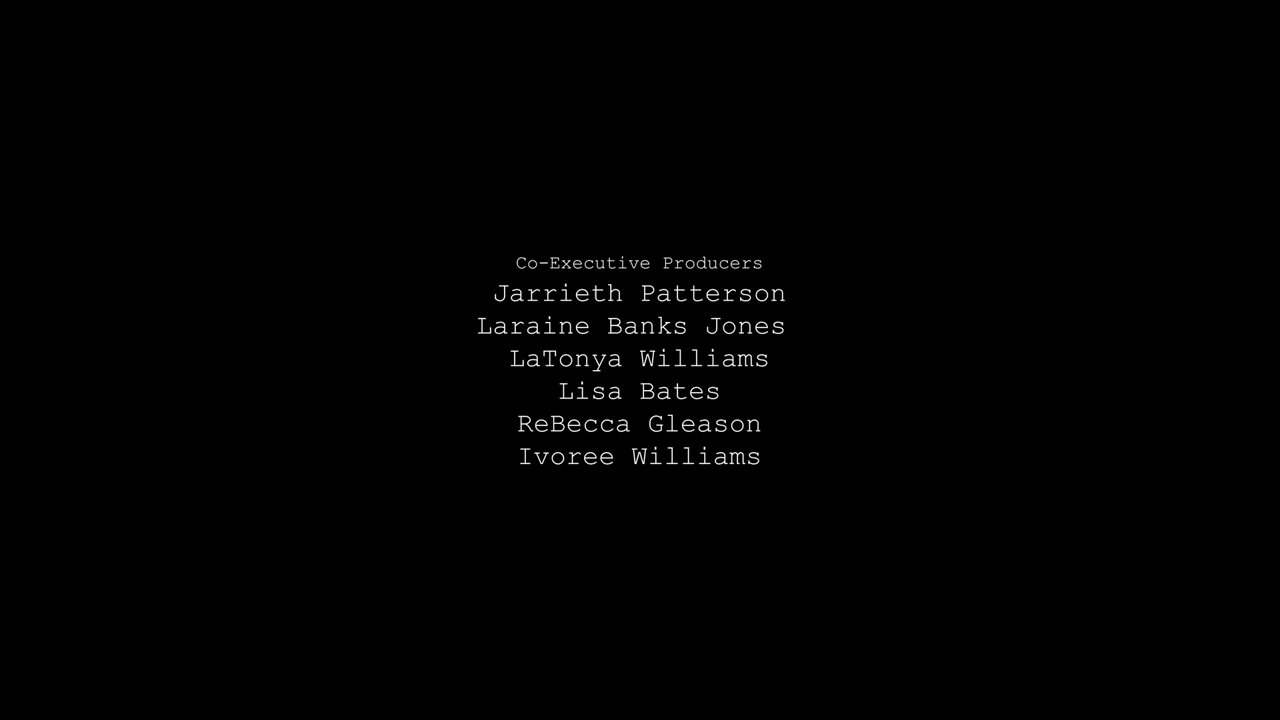 Co-Executive Producers
Jarrieth Patterson
Laraine Banks Jones
LaTonya Williams
Lisa Bates
ReBecca Gleason
Ivoree Williams